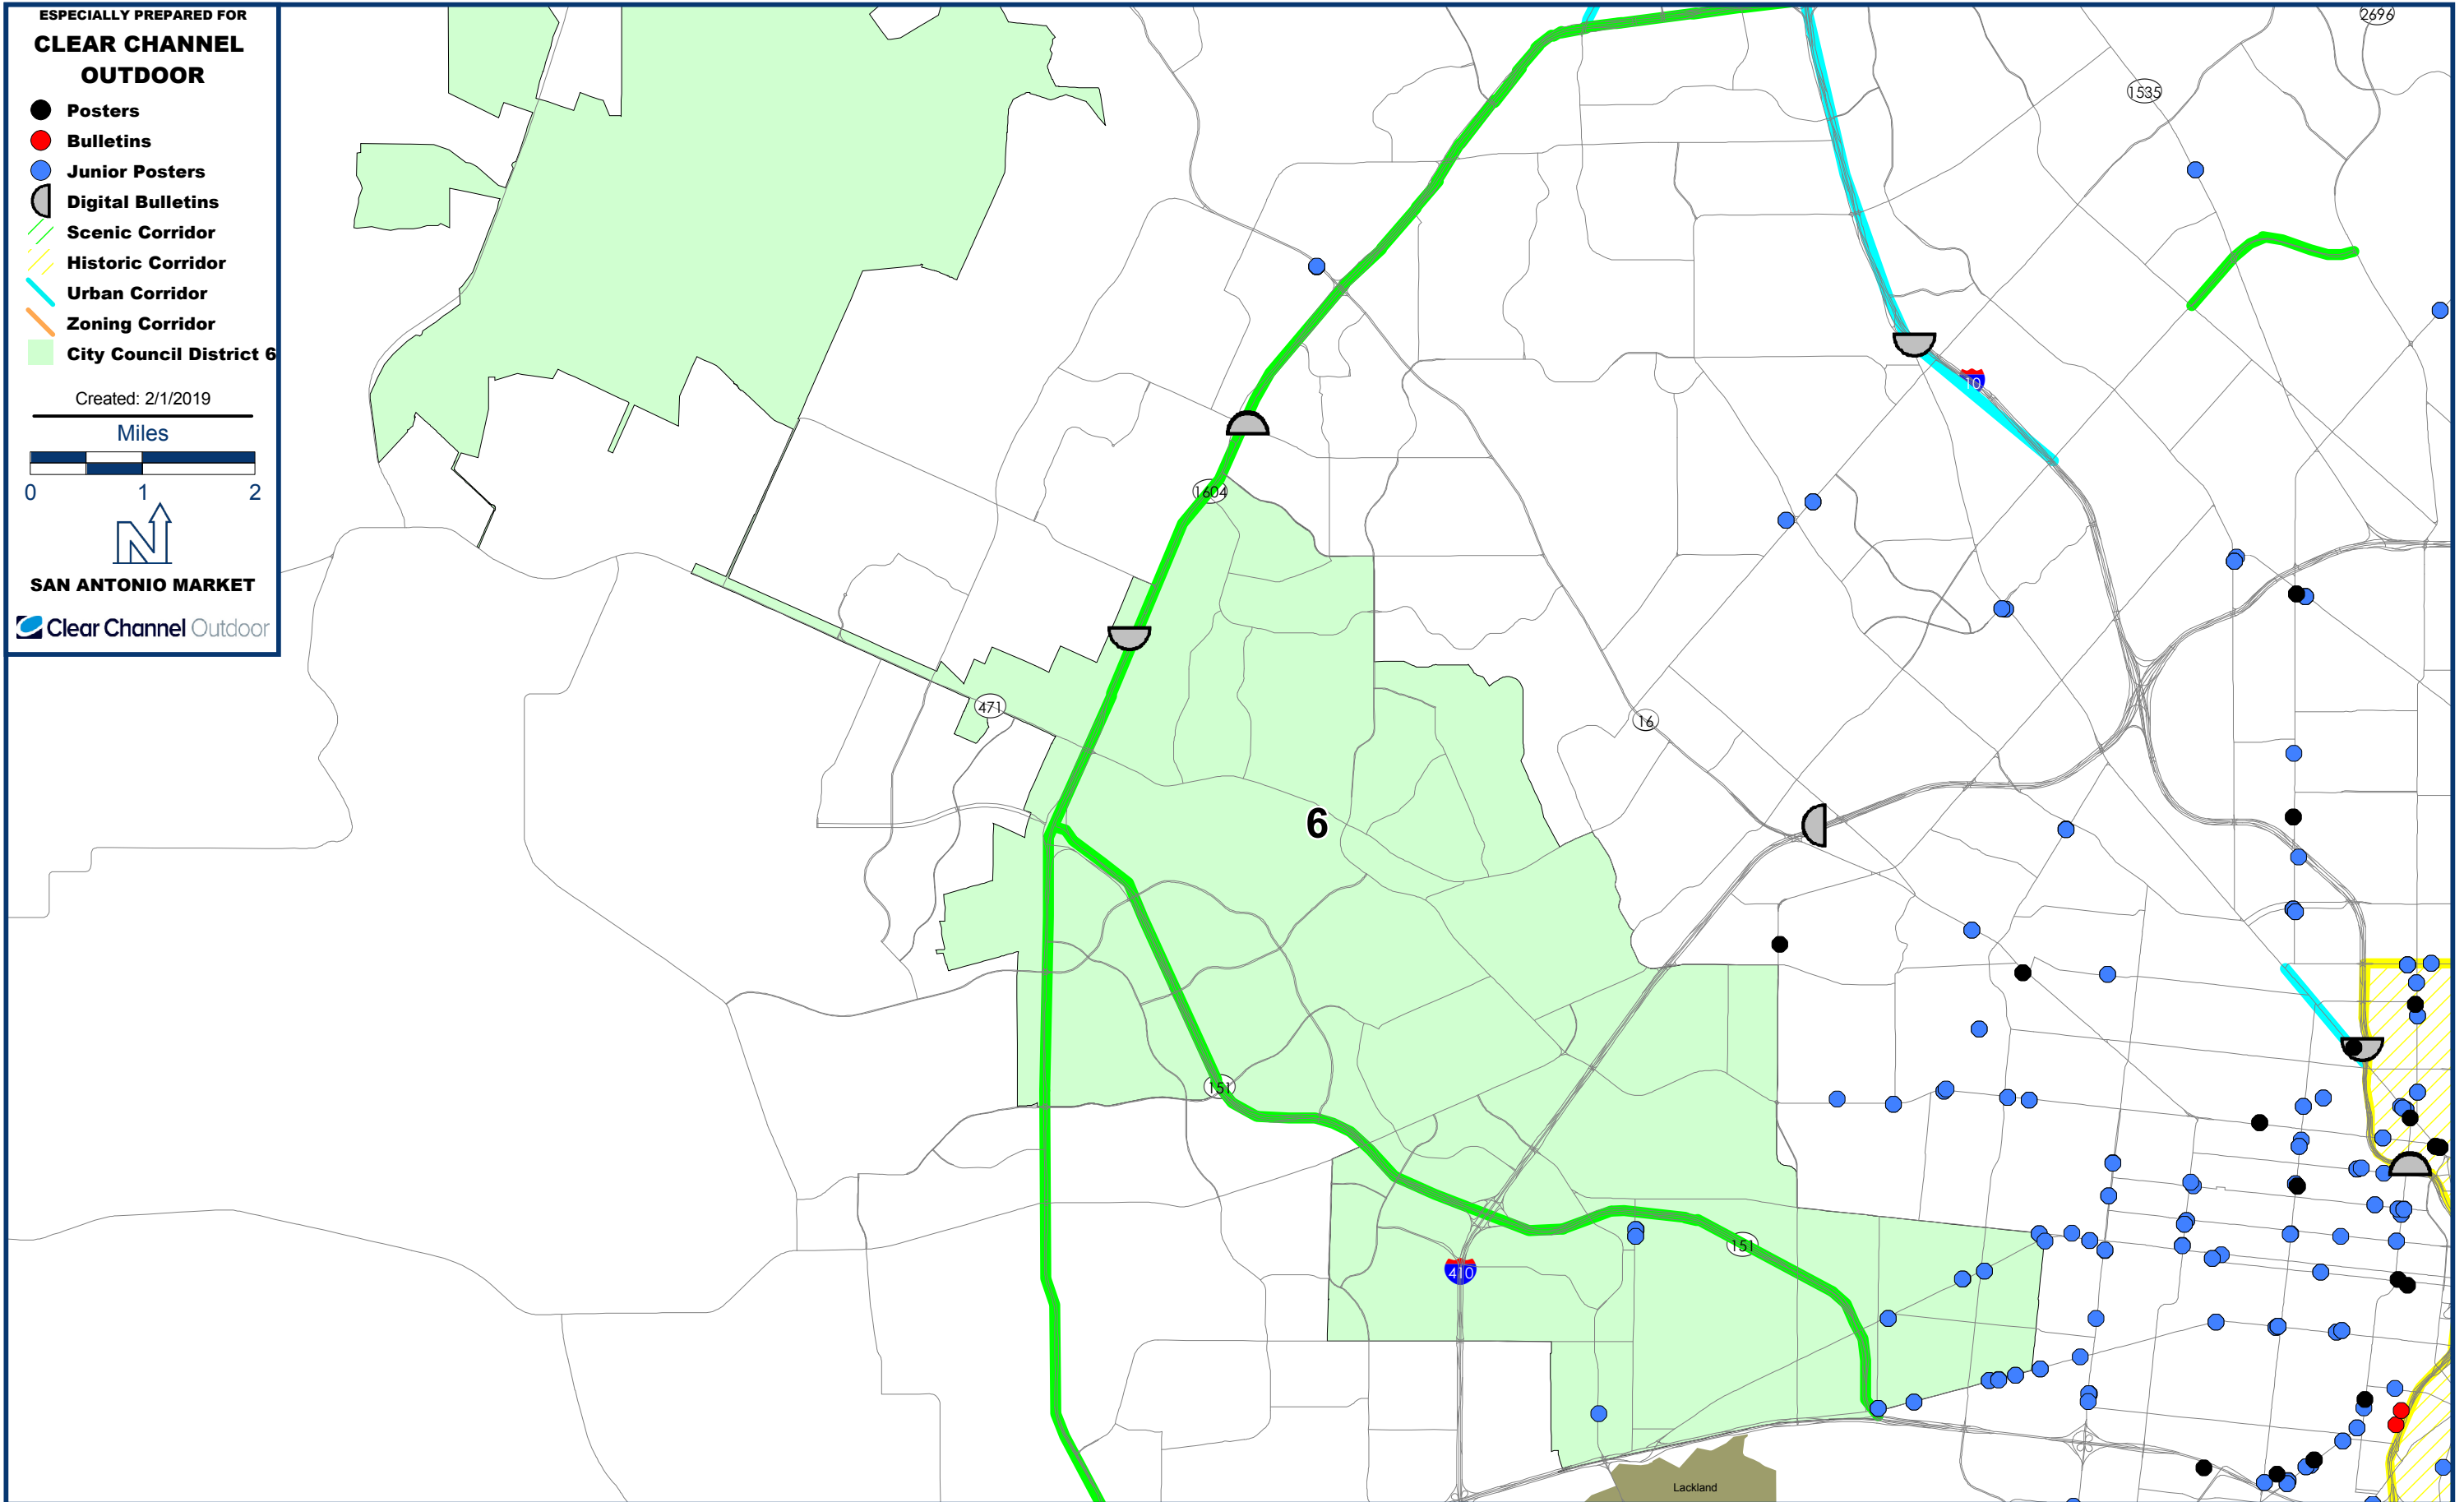 ESPECIALLY PREPARED FOR
CLEAR CHANNEL
OUTDOOR
Posters
Bulletins
Junior Posters
Digital Bulletins
Scenic Corridor
Historic Corridor
Urban Corridor
Zoning Corridor
City Council District 6
Created: 2/1/2019
Miles
0 1 2
N
SAN ANTONIO MARKET
Clear Channel Outdoor
2696
1535
10
1604
471
16
6
151
151
410
Lackland